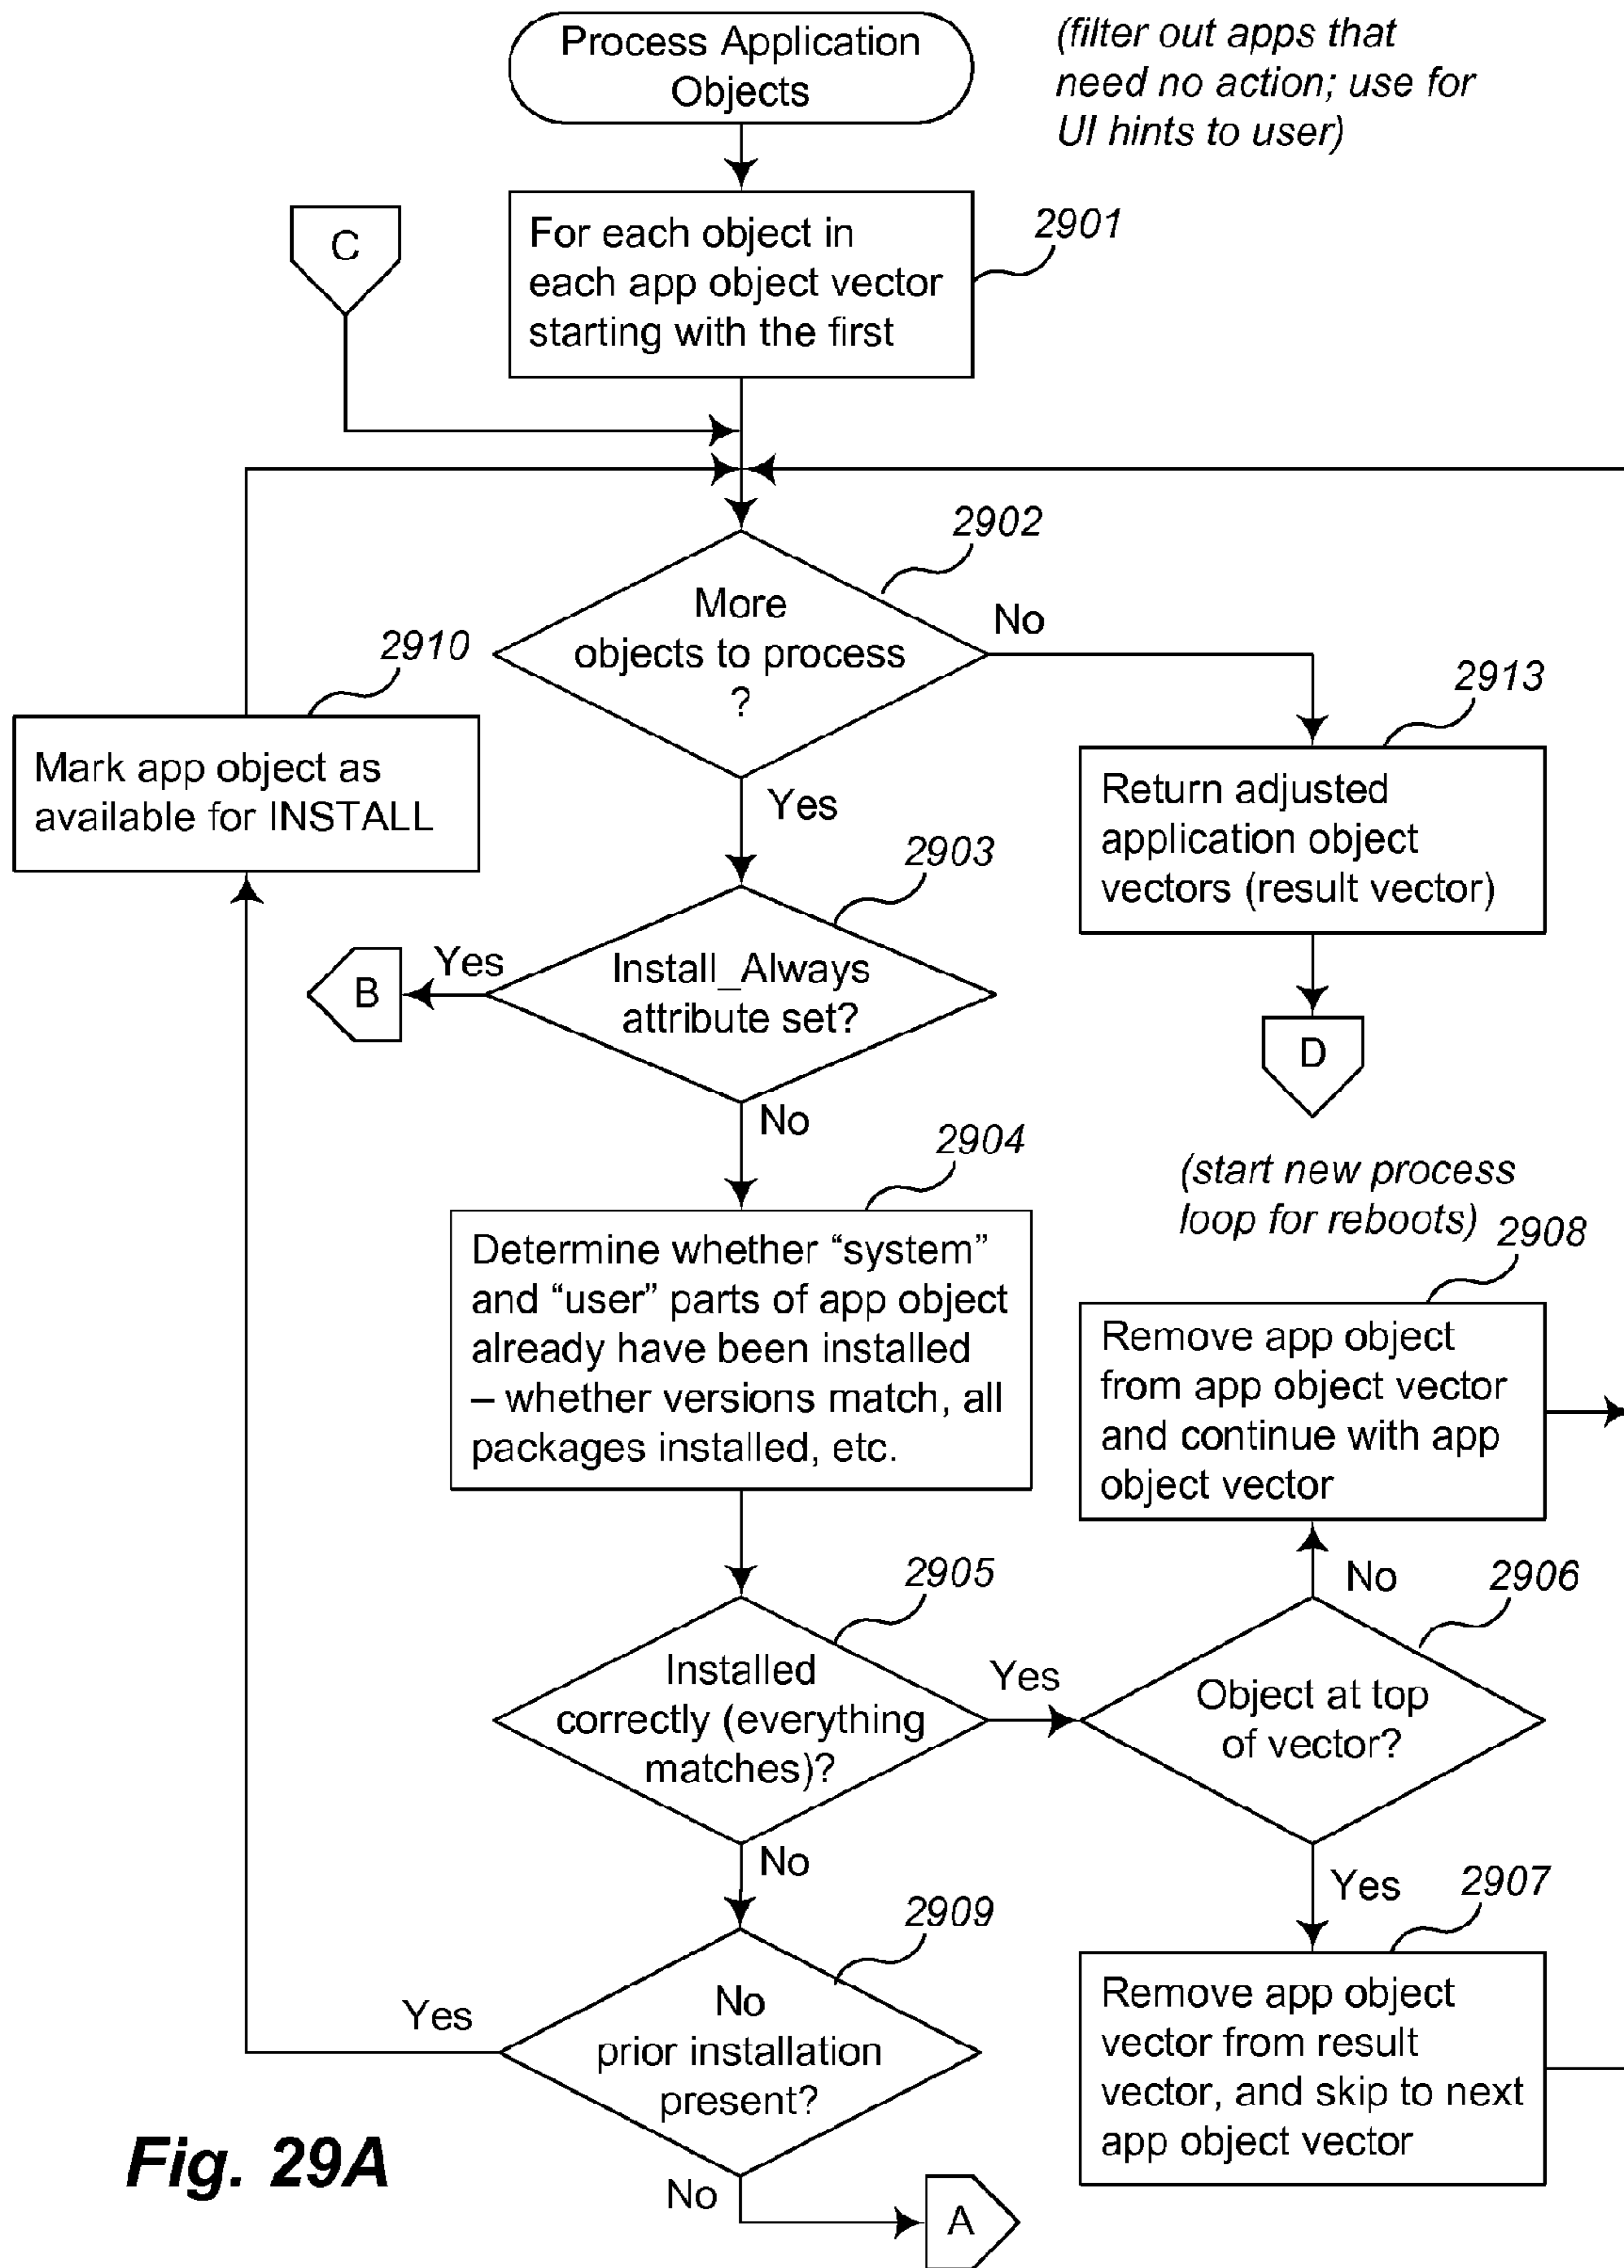 Process Application
Objects
(filter out apps that
need no action; use for
UI hints to user)
C
For each object in
each app object vector
starting with the first
2901
2902
More
objects to process
?
No
2910
Mark app object as
available for INSTALL
2913
Return adjusted
application object
vectors (result vector)
Yes
2903
Install_Always
attribute set?
Yes
B
D
No
2904
(start new process
loop for reboots)
Determine whether “system”
and “user” parts of app object
already have been installed
– whether versions match, all
packages installed, etc.
2908
Remove app object
from app object vector
and continue with app
object vector
2905
Installed
correctly (everything
matches)?
Yes
No
2906
Object at top
of vector?
No
2909
Yes
2907
No
prior installation
present?
Yes
Remove app object
vector from result
vector, and skip to next
app object vector
Fig. 29A
No
A